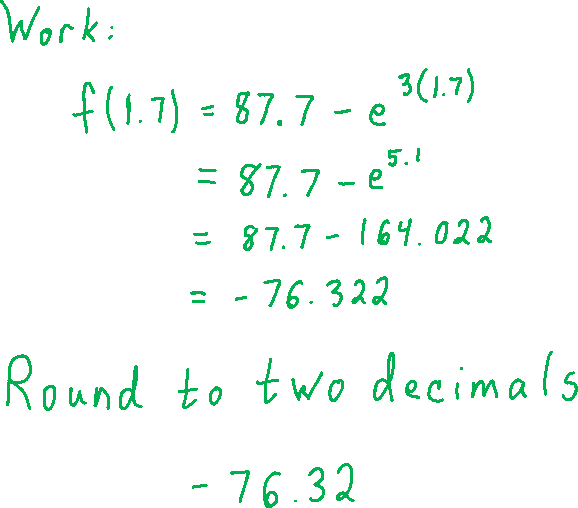 Work:
f(1.7) = 87.7 - e^3(1.7)
= 87.7 - e^5.1
= 87.7 - 164.022
= - 76.322
Round to two decimals
- 76.32